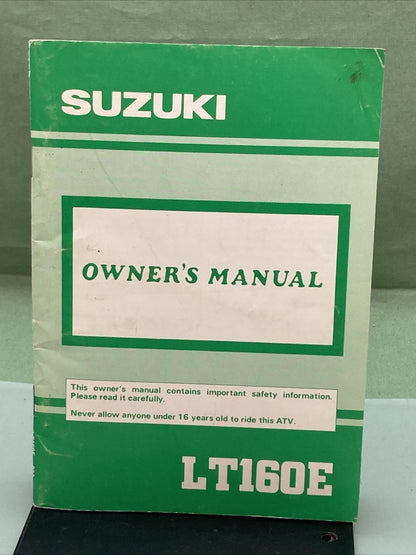 SUZUKI
OWNER'S MANUAL
This owner's manual contains important safety information.
Please read it carefully.
Never allow anyone under 16 years old to ride this ATV.
LT160E